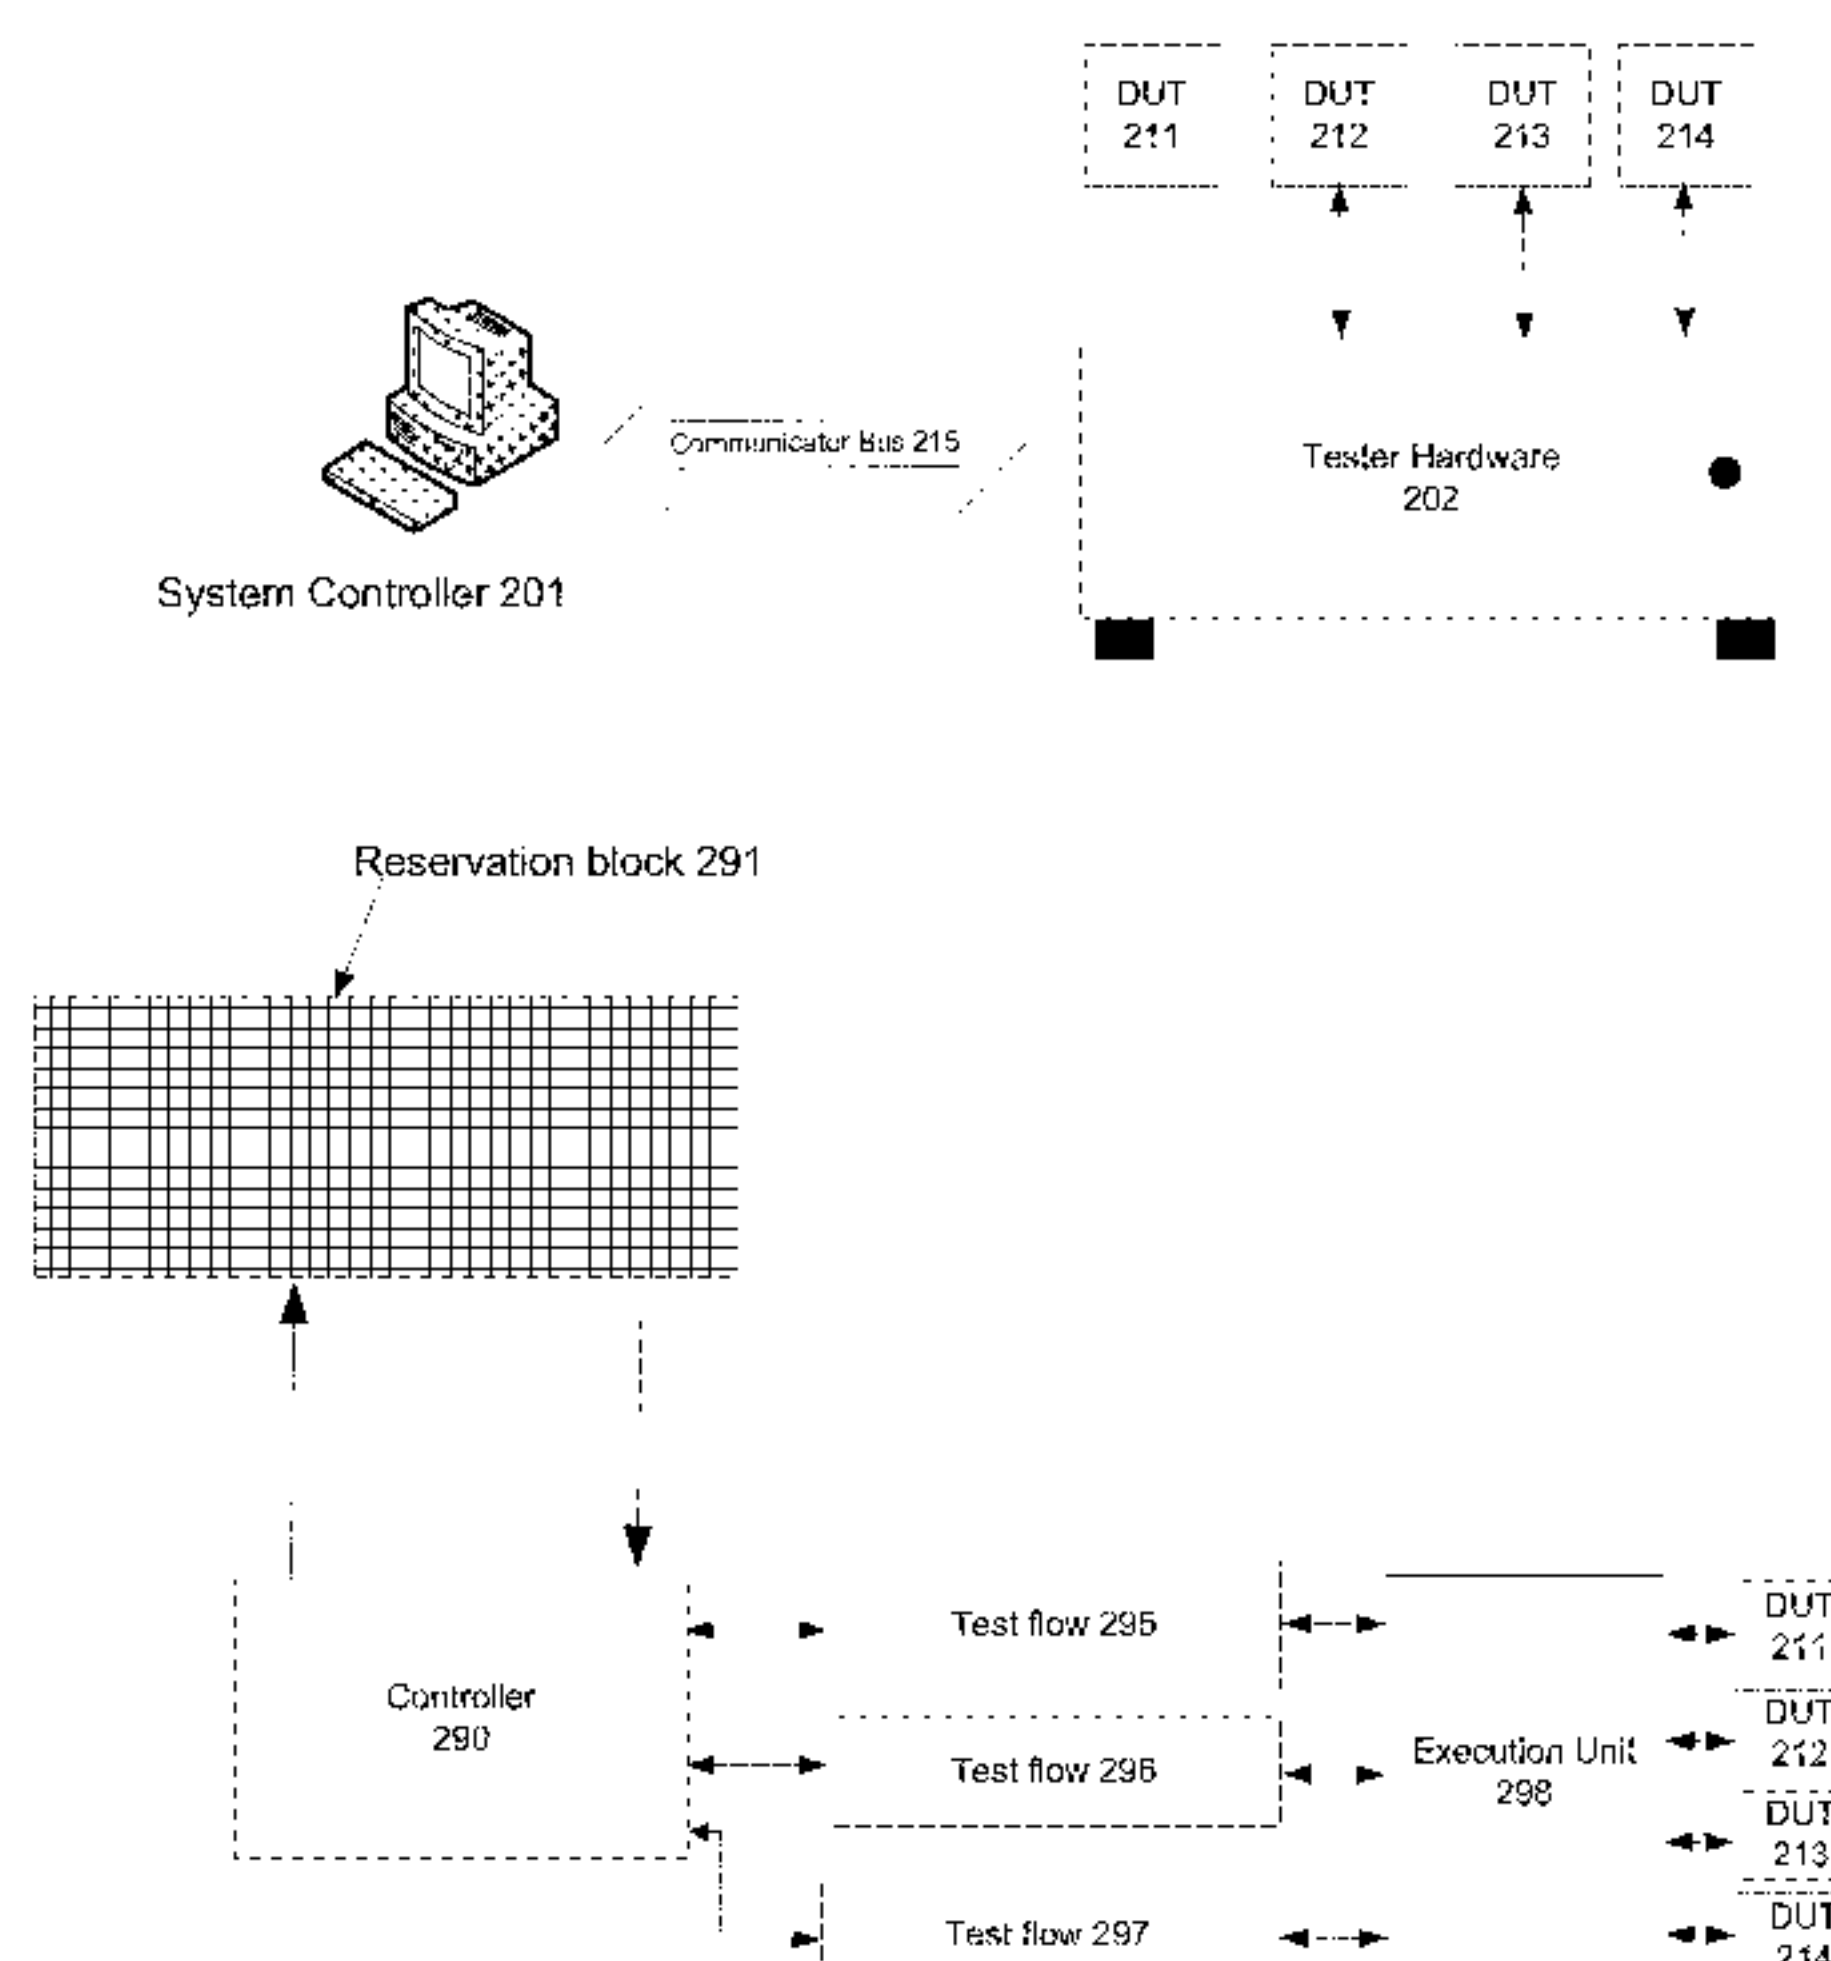 DUT
211
DUT
212
DUT
213
DUT
214
Communicator Bus 215
Tester Hardware
202
System Controller 201
Reservation block 291
Controller
290
Test flow 295
Test flow 296
Test flow 297
Execution Unit
298
DUT
211
DUT
212
DUT
213
DUT
214